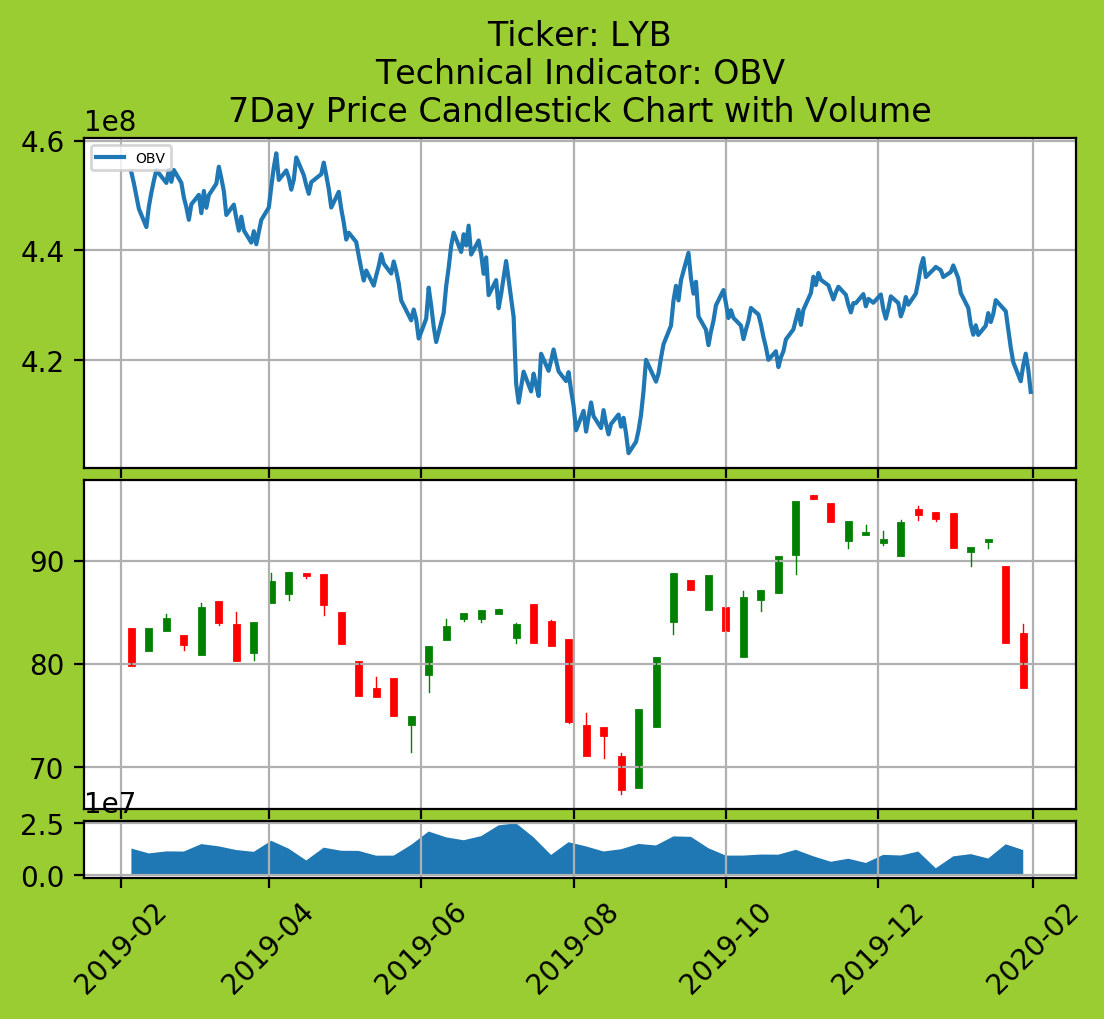 Ticker: LYB
Technical Indicator: OBV
7Day Price Candlestick Chart with Volume
1e8
4.6
OBV
4.4
4.2
90
80
70
1e7
2.5
0.0
2019-02 2019-04 2019-06 2019-08 2019-10 2019-12 2020-02